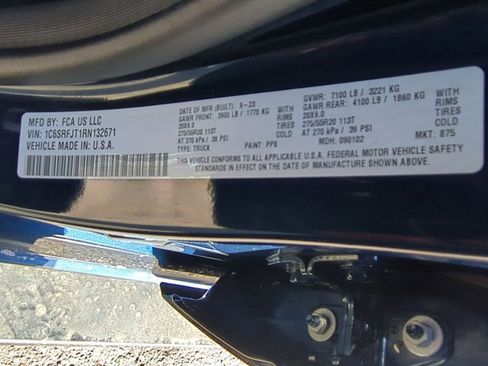 MFD BY: FCA US LLC
VIN: 1C6SRFJT1RN132671
VEHICLE MADE IN: U.S.A.
DATE OF MFR (BUILT): 9-23
GAWR FRONT: 3900 LB / 1770 KG
20X9.0
275/55R20 113T
AT 270 kPa / 39 PSI
TYPE: TRUCK
WITH
RIMS
TIRES
COLD
PAINT: PPX
GVWR: 7100 LB / 3221 KG
GAWR REAR: 4100 LB / 1860 KG
20X9.0
275/55R20 113T
AT 270 kPa / 39 PSI
MDH: 090102
WITH
RIMS
TIRES
COLD
MKT: 875
THIS VEHICLE CONFORMS TO ALL APPLICABLE U.S.A. FEDERAL MOTOR VEHICLE SAFETY
STANDARDS IN EFFECT ON THE DATE OF MANUFACTURE SHOWN ABOVE.